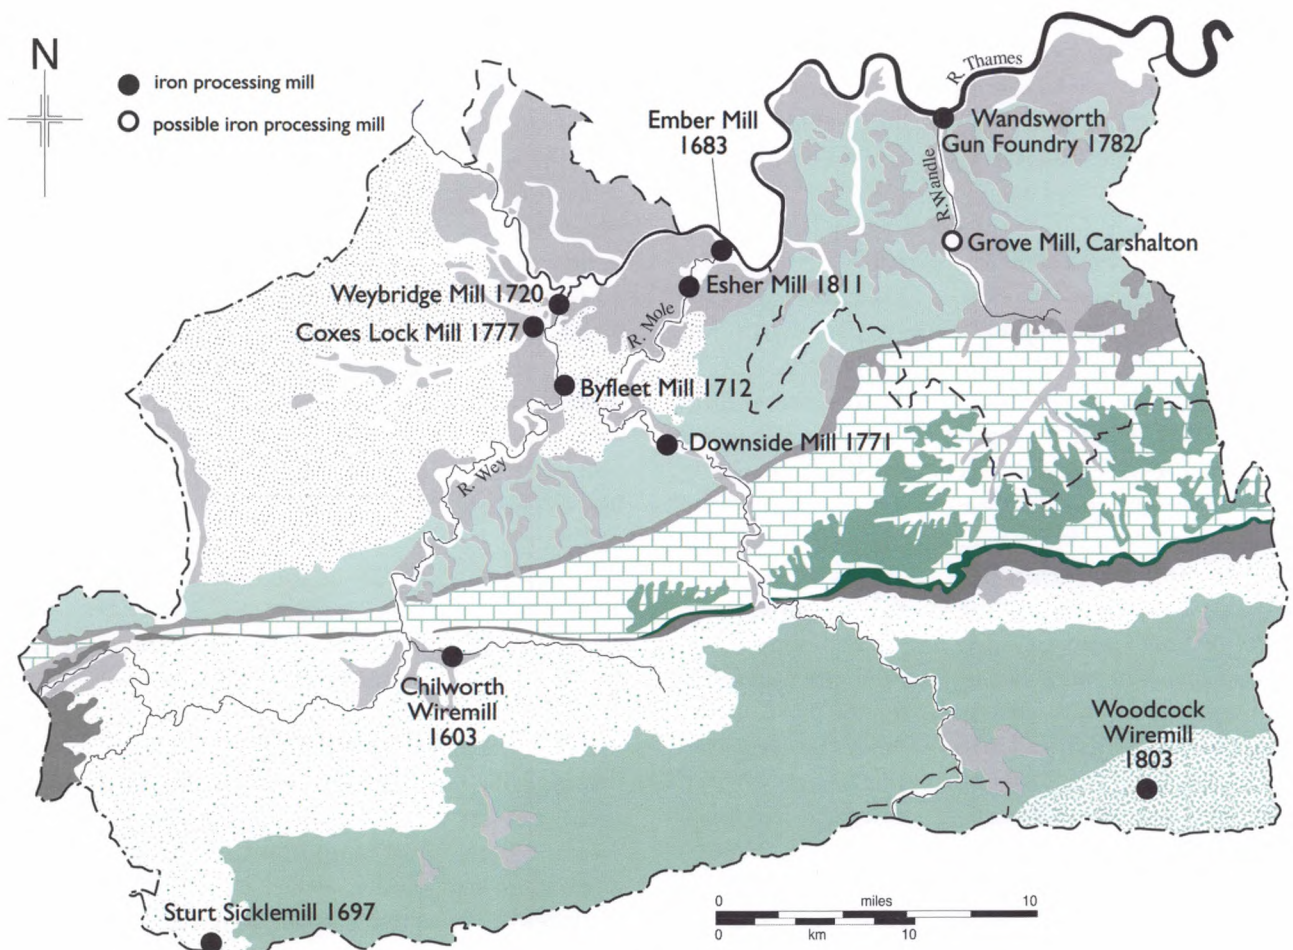 N
iron processing mill
possible iron processing mill
R. Thames
Ember Mill
1683
Wandsworth
Gun Foundry 1782
R.Wandle
Grove Mill, Carshalton
Weybridge Mill 1720
Esher Mill 1811
Coxes Lock Mill 1777
R. Mole
Byfleet Mill 1712
Downside Mill 1771
R. Wey
Chilworth
Wiremill
1603
Woodcock
Wiremill
1803
Sturt Sicklemill 1697
0 miles 10
0 km 10